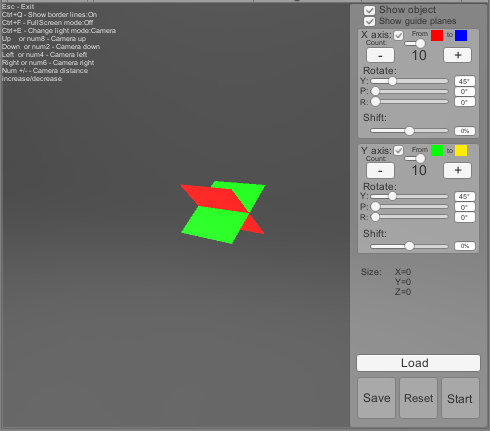 Esc - Exit
Ctrl+Q - Show border lines:On
Ctrl+F - FullScreen mode:Off
Ctrl+E - Change light mode:Camera
Up or num8 - Camera up
Down or num2 - Camera down
Left or num4 - Camera left
Right or num6 - Camera right
Num +/- - Camera distance
increase/decrease
Show object
Show guide planes
X axis: From to
Count:
- 10 +
Rotate:
Y: 45°
P: 0°
R: 0°
Shift:
0%
Y axis: From to
Count:
- 10 +
Rotate:
Y: 45°
P: 0°
R: 0°
Shift:
0%
Size: X=0
Y=0
Z=0
Load
Save Reset Start